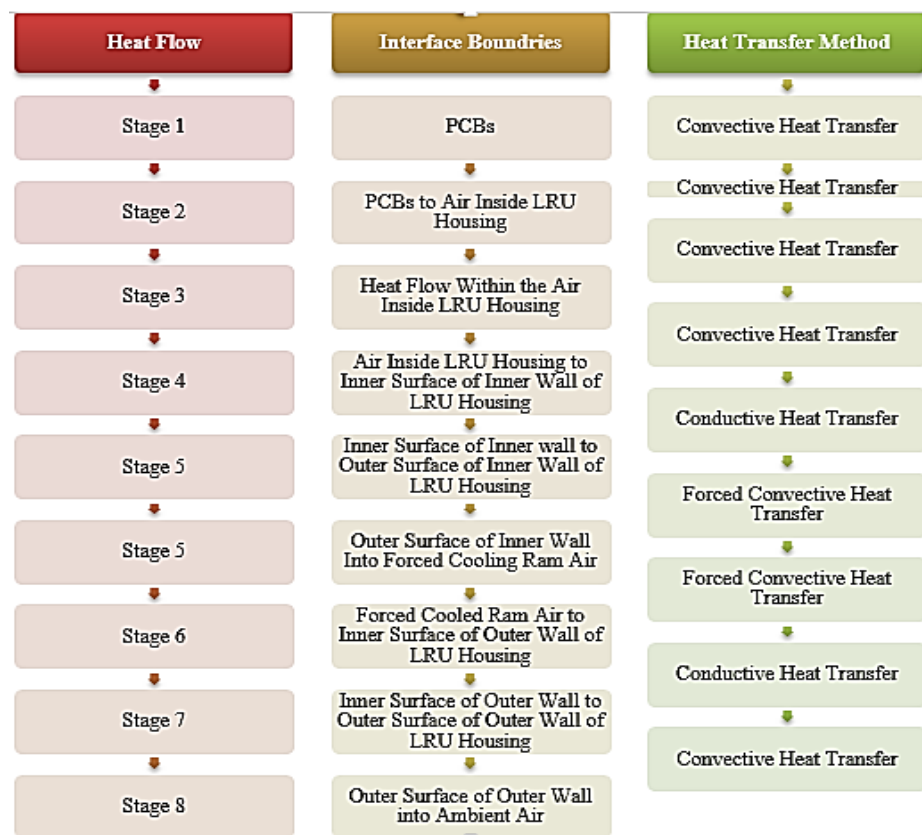 Heat Flow
Stage 1
Stage 2
Stage 3
Stage 4
Stage 5
Stage 5
Stage 6
Stage 7
Stage 8
Interface Boundries
PCBs
PCBs to Air Inside LRU
Housing
Heat Flow Within the Air
Inside LRU Housing
Air Inside LRU Housing to
Inner Surface of Inner Wall of
LRU Housing
Inner Surface of Inner wall to
Outer Surface of Inner Wall of
LRU Housing
Outer Surface of Inner Wall
Into Forced Cooling Ram Air
Forced Cooled Ram Air to
Inner Surface of Outer Wall of
LRU Housing
Inner Surface of Outer Wall to
Outer Surface of Outer Wall of
LRU Housing
Outer Surface of Outer Wall
into Ambient Air
Heat Transfer Method
Convective Heat Transfer
Convective Heat Transfer
Convective Heat Transfer
Convective Heat Transfer
Conductive Heat Transfer
Forced Convective Heat
Transfer
Forced Convective Heat
Transfer
Conductive Heat Transfer
Convective Heat Transfer